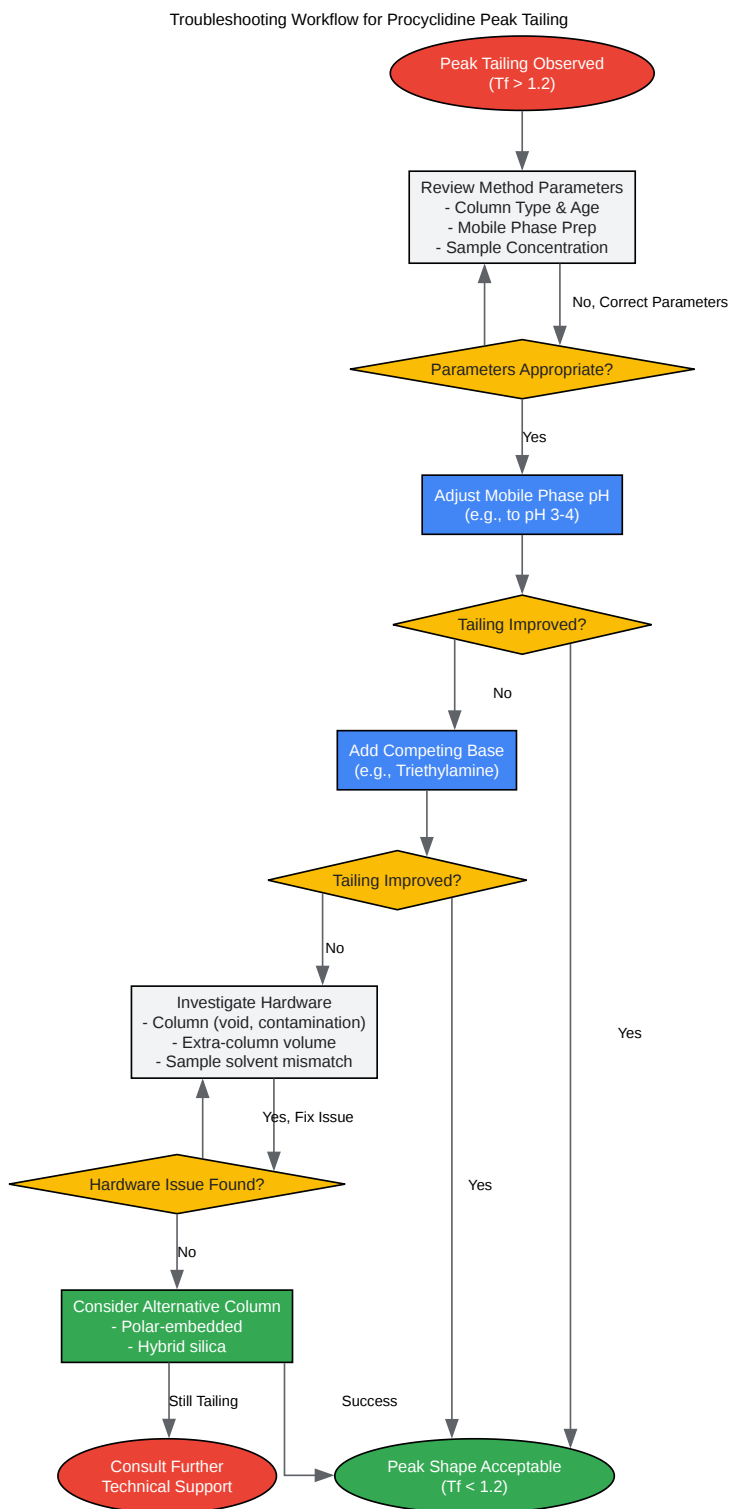 Troubleshooting Workflow for Procyclidine Peak Tailing
Peak Tailing Observed
(Tf > 1.2)
Review Method Parameters
- Column Type & Age
- Mobile Phase Prep
- Sample Concentration
No, Correct Parameters
Parameters Appropriate?
Yes
Adjust Mobile Phase pH
(e.g., to pH 3-4)
Tailing Improved?
No
Add Competing Base
(e.g., Triethylamine)
Tailing Improved?
No
Investigate Hardware
- Column (void, contamination)
- Extra-column volume
- Sample solvent mismatch
Yes
Yes, Fix Issue
Hardware Issue Found?
Yes
No
Consider Alternative Column
- Polar-embedded
- Hybrid silica
Still Tailing
Success
Consult Further
Technical Support
Peak Shape Acceptable
(Tf < 1.2)